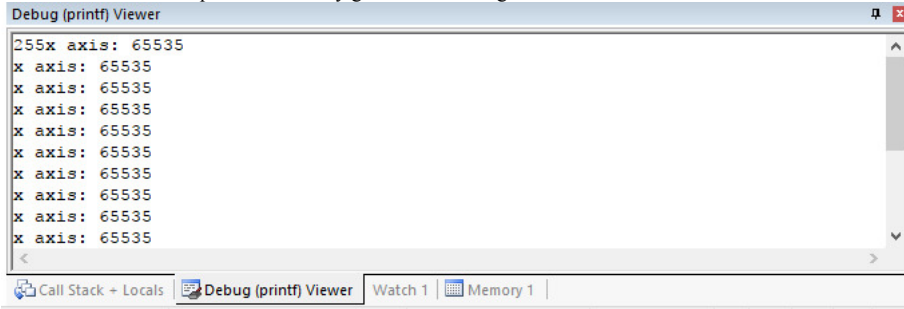 Debug (printf) Viewer
255x axis: 65535
x axis: 65535
x axis: 65535
x axis: 65535
x axis: 65535
x axis: 65535
x axis: 65535
x axis: 65535
x axis: 65535
x axis: 65535
Call Stack + Locals Debug (printf) Viewer Watch 1 Memory 1